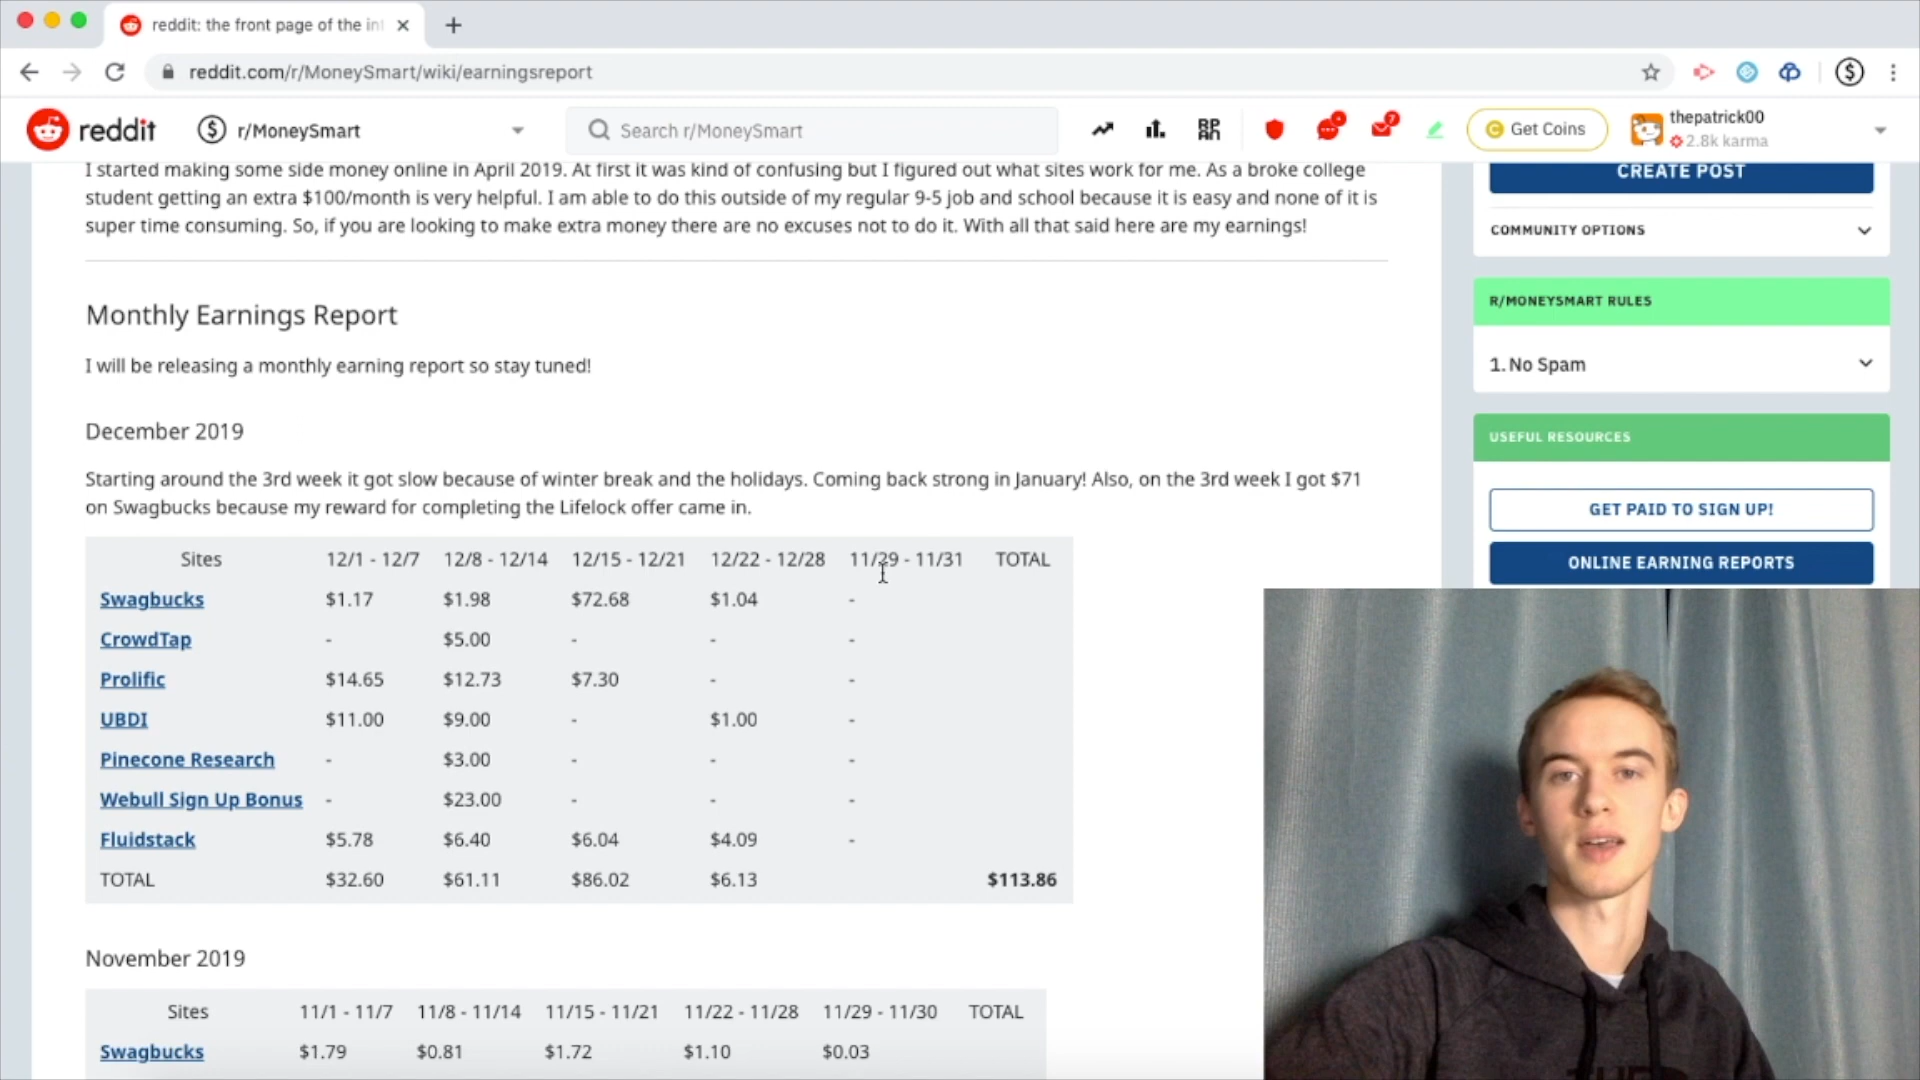 reddit: the front page of the in
reddit.com/r/MoneySmart/wiki/earningsreport
reddit
r/MoneySmart
Search r/MoneySmart
Get Coins
thepatrick00
2.8k karma
I started making some side money online in April 2019. At first it was kind of confusing but I figured out what sites work for me. As a broke college
student getting an extra $100/month is very helpful. I am able to do this outside of my regular 9-5 job and school because it is easy and none of it is
super time consuming. So, if you are looking to make extra money there are no excuses not to do it. With all that said here are my earnings!
Monthly Earnings Report
I will be releasing a monthly earning report so stay tuned!
December 2019
Starting around the 3rd week it got slow because of winter break and the holidays. Coming back strong in January! Also, on the 3rd week I got $71
on Swagbucks because my reward for completing the Lifelock offer came in.
Sites 12/1 - 12/7 12/8 - 12/14 12/15 - 12/21 12/22 - 12/28 11/29 - 11/31 TOTAL
Swagbucks $1.17 $1.98 $72.68 $1.04 -
CrowdTap - $5.00 - - -
Prolific $14.65 $12.73 $7.30 - -
UBDI $11.00 $9.00 - $1.00 -
Pinecone Research - $3.00 - - -
Webull Sign Up Bonus - $23.00 - - -
Fluidstack $5.78 $6.40 $6.04 $4.09 -
TOTAL $32.60 $61.11 $86.02 $6.13 $113.86
November 2019
Sites 11/1 - 11/7 11/8 - 11/14 11/15 - 11/21 11/22 - 11/28 11/29 - 11/30 TOTAL
Swagbucks $1.79 $0.81 $1.72 $1.10 $0.03
CREATE POST
COMMUNITY OPTIONS
R/MONEYSMART RULES
1. No Spam
USEFUL RESOURCES
GET PAID TO SIGN UP!
ONLINE EARNING REPORTS